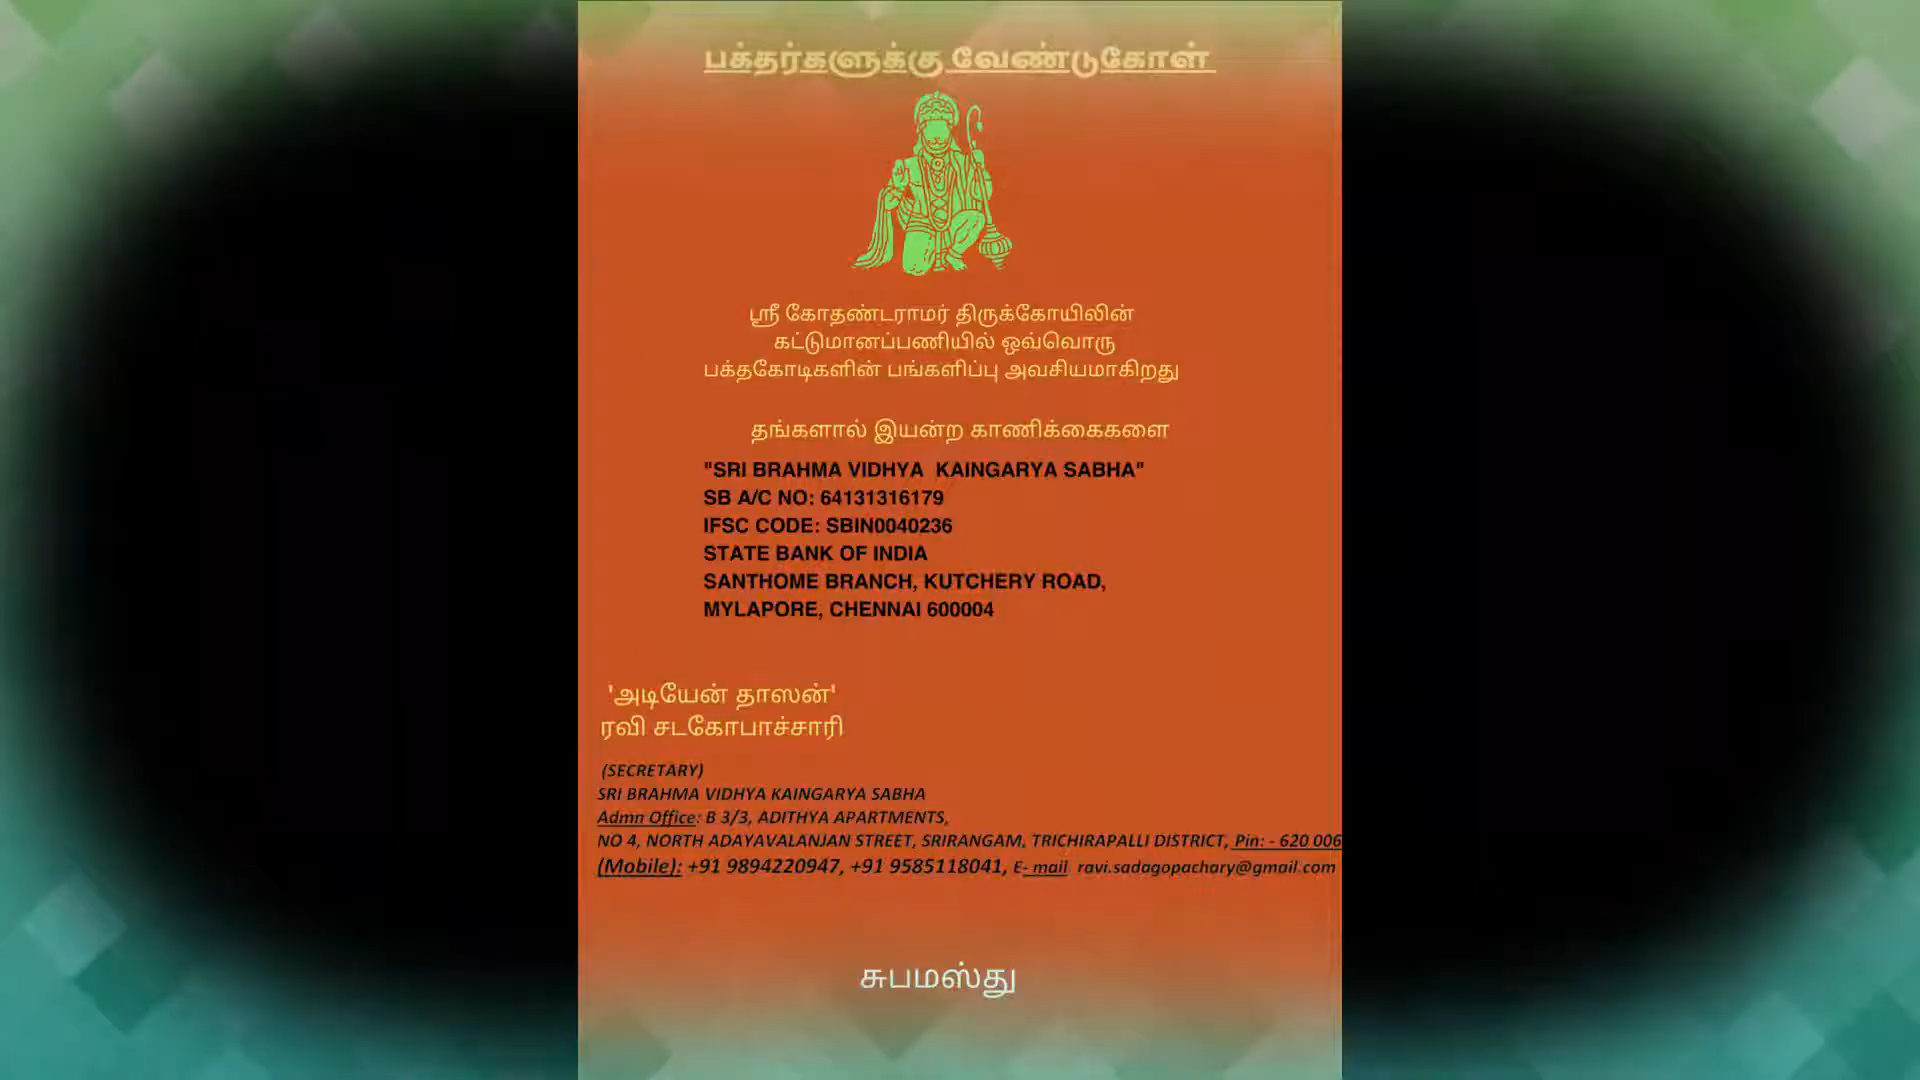 பக்தர்களுக்கு வேண்டுகோள்
ஸ்ரீ கோதண்டராமர் திருக்கோயிலின்
கட்டுமானப்பணியில் ஒவ்வொரு
பக்தகோடிகளின் பங்களிப்பு அவசியமாகிறது
தங்களால் இயன்ற காணிக்கைகளை
"SRI BRAHMA VIDHYA KAINGARYA SABHA"
SB A/C NO: 64131316179
IFSC CODE: SBIN0040236
STATE BANK OF INDIA
SANTHOME BRANCH, KUTCHERY ROAD,
MYLAPORE, CHENNAI 600004
'அடியேன் தாஸன்'
ரவி சடகோபாச்சாரி
(SECRETARY)
SRI BRAHMA VIDHYA KAINGARYA SABHA
Admn Office: B 3/3, ADITHYA APARTMENTS,
NO 4, NORTH ADAYAVALANJAN STREET, SRIRANGAM, TRICHIRAPALLI DISTRICT, Pin: - 620 006
(Mobile): +91 9894220947, +91 9585118041, E- mail ravi.sadagopachary@gmail.com
சுபமஸ்து